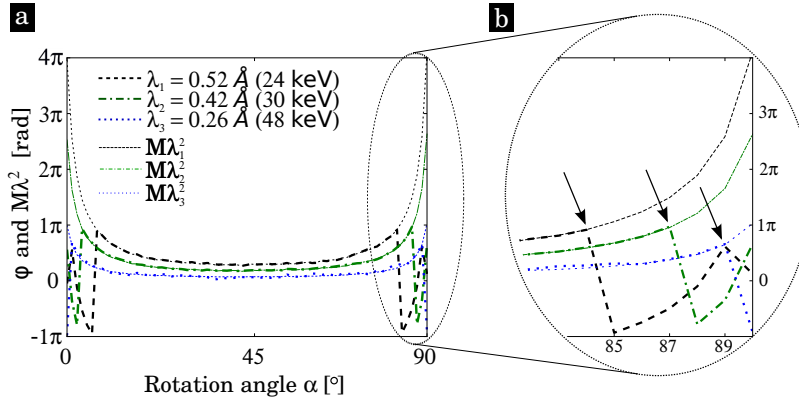 a
b
4π
3π
2π
1π
0
-1π
φ and Mλ² [rad]
λ₁ = 0.52 Å (24 keV)
λ₂ = 0.42 Å (30 keV)
λ₃ = 0.26 Å (48 keV)
Mλ₁²
Mλ₂²
Mλ₃²
0
45
90
Rotation angle α [°]
3π
2π
1π
0
85
87
89